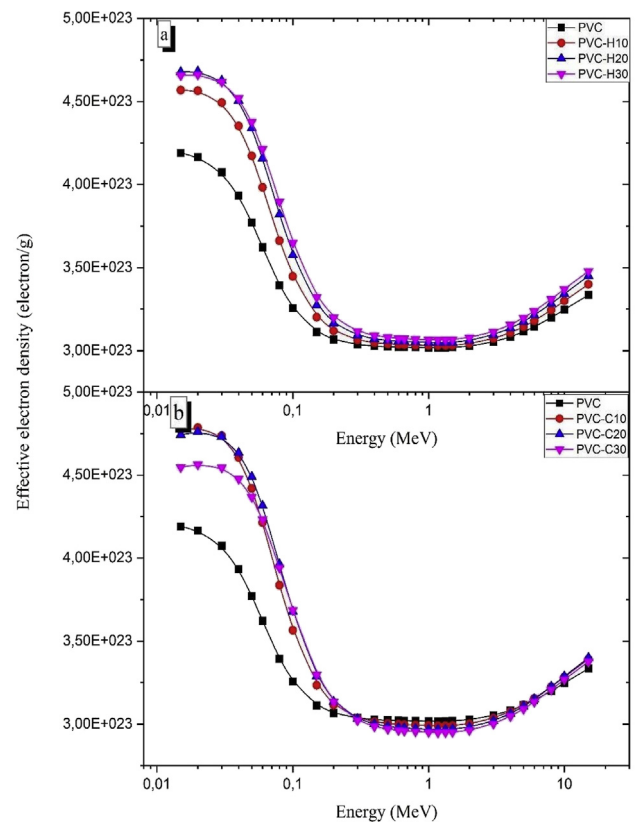 Effective electron density (electron/g)
5,00E+023
4,50E+023
4,00E+023
3,50E+023
3,00E+023
a
PVC
PVC-H10
PVC-H20
PVC-H30
0,01
0,1
1
10
Energy (MeV)
5,00E+023
4,50E+023
4,00E+023
3,50E+023
3,00E+023
b
PVC
PVC-C10
PVC-C20
PVC-C30
0,01
0,1
1
10
Energy (MeV)